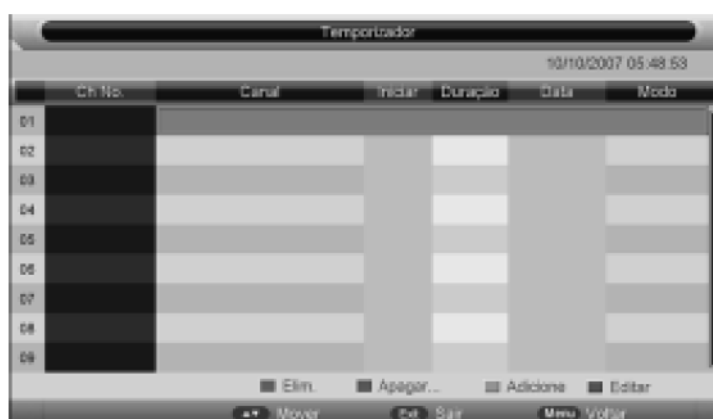 Temporizador
10/10/2007 05:48:53
Ch No. Canal Iniciar Duração Data Modo
01
02
03
04
05
06
07
08
09
Elim. Apagar... Adicione Editar
▲▼ Mover Exit Sair Menu Voltar